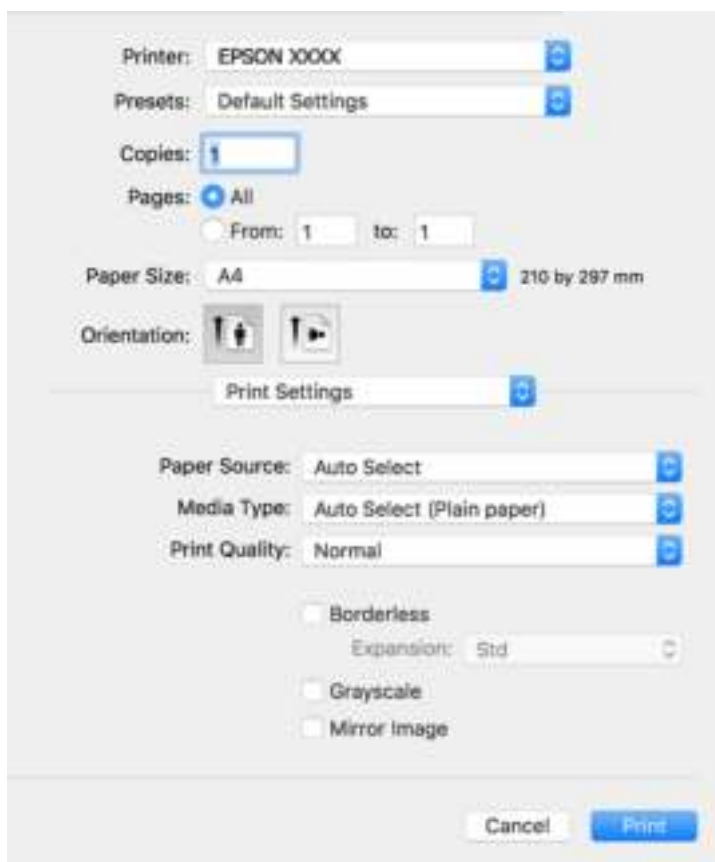 Printer: EPSON XXXX
Presets: Default Settings
Copies: 1
Pages: All
From: 1 to: 1
Paper Size: A4 210 by 297 mm
Orientation:
Print Settings
Paper Source: Auto Select
Media Type: Auto Select (Plain paper)
Print Quality: Normal
Borderless
Expansion: Std
Grayscale
Mirror Image
Cancel Print